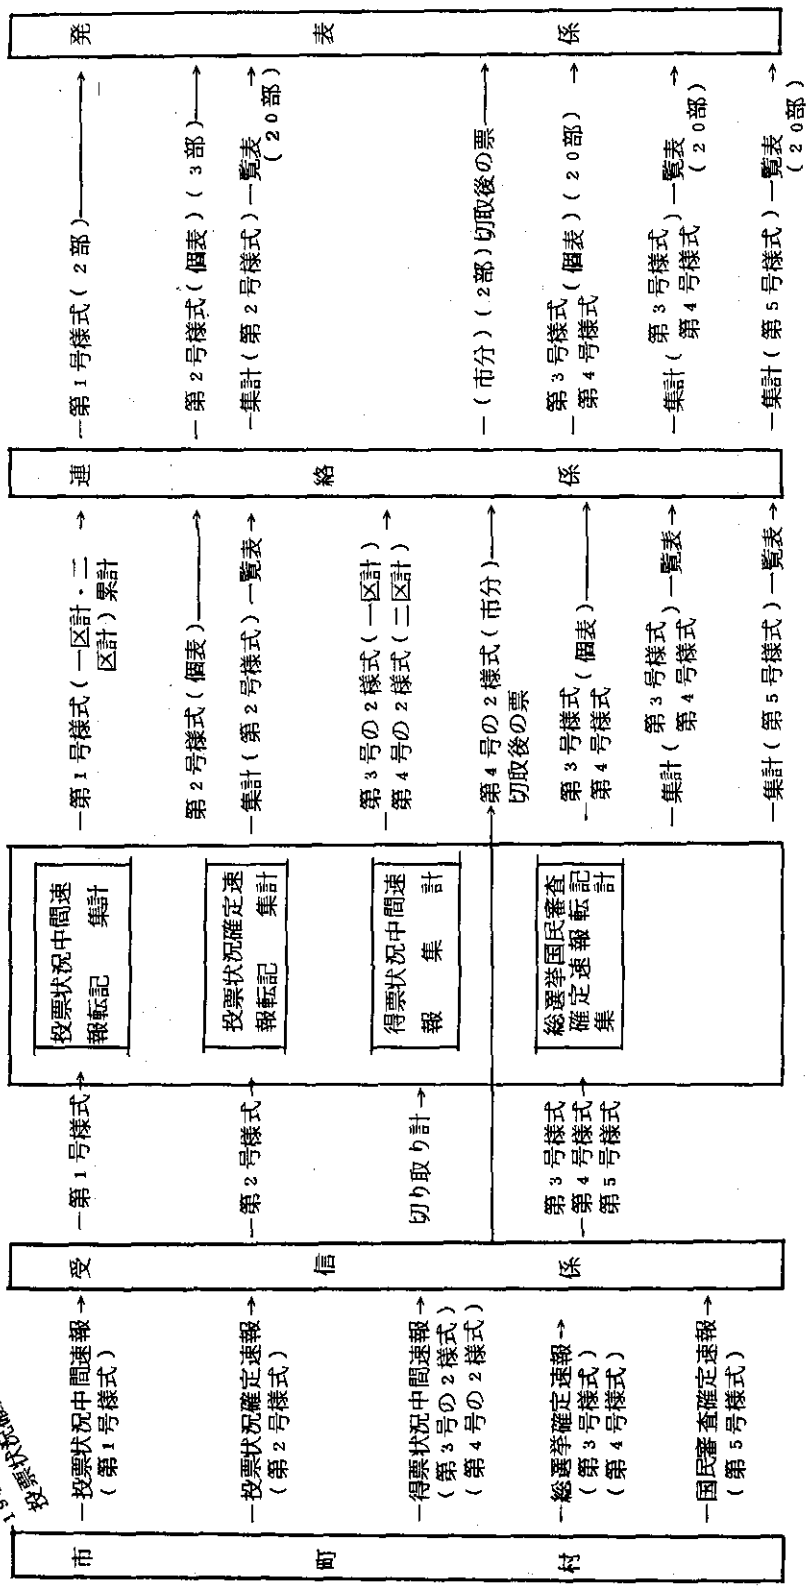 市町村
—投票状況中間速報→
(第1号様式)
—投票状況確定速報→
(第2号様式)
—得票状況中間速報→
(第3号の2様式)
(第4号の2様式)
—総選挙確定速報→
(第3号様式)
(第4号様式)
—国民審査確定速報→
(第5号様式)
受信係
—第1号様式→
—第2号様式→
切り取り計→
第3号様式
—第4号様式→
第5号様式
投票状況中間速
報転記 集計
投票状況確定速
報転記 集計
得票状況中間速
報 集 計
総選挙国民審査
確定速報転記
集 計
—第1号様式(一区計・二→
区計)累計
第2号様式(個表)→
—集計(第2号様式)一覧表→
—第3号の2様式(一区計)→
第4号の2様式(二区計)
第4号の2様式(市分)→
切取後の票
—第3号様式(個表)→
第4号様式
—集計(第3号様式)一覧表→
第4号様式
—集計(第5号様式)一覧表→
連絡係
—第1号様式(2部)→
—第2号様式(個表)(3部)→
—集計(第2号様式)一覧表→
(20部)
—(市分)(2部)切取後の票→
—第3号様式(個表)(20部)→
第4号様式
—集計(第3号様式)一覧表→
第4号様式 (20部)
—集計(第5号様式)一覧表→
(20部)
発表係